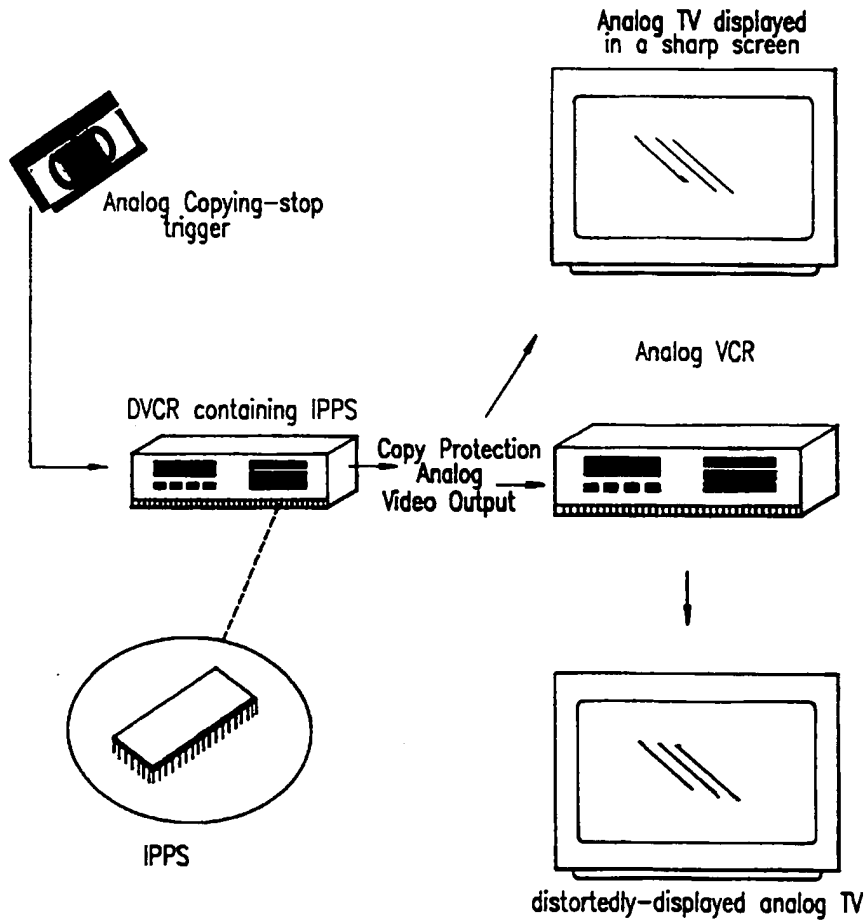 Analog TV displayed
in a sharp screen
Analog Copying-stop
trigger
Analog VCR
DVCR containing IPPS
Copy Protection
Analog
Video Output
IPPS
distortedly-displayed analog TV